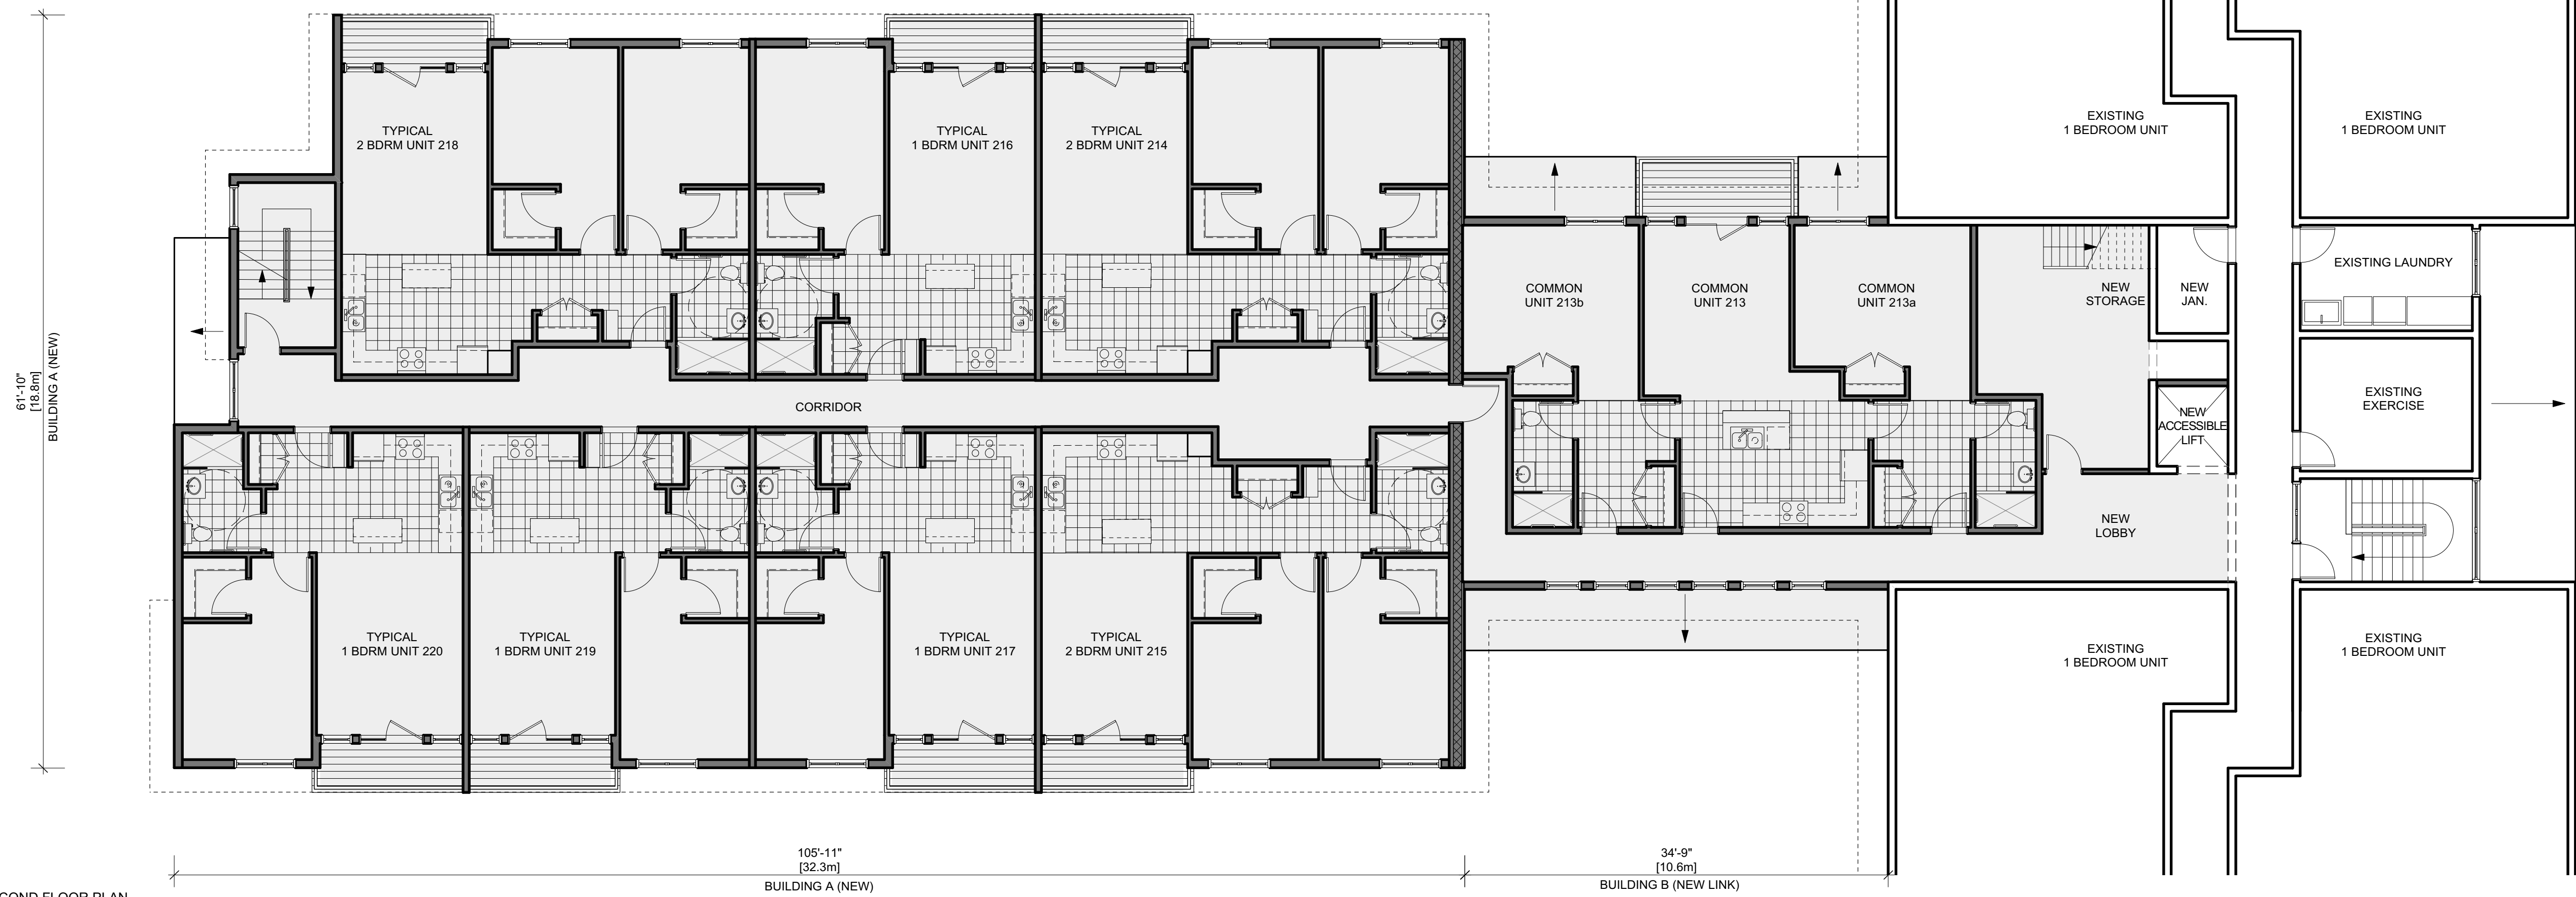 TYPICAL
2 BDRM UNIT 218
TYPICAL
1 BDRM UNIT 216
TYPICAL
2 BDRM UNIT 214
EXISTING
1 BEDROOM UNIT
EXISTING
1 BEDROOM UNIT
COMMON
UNIT 213b
COMMON
UNIT 213
COMMON
UNIT 213a
NEW
STORAGE
NEW
JAN.
EXISTING LAUNDRY
61'-10"
[18.8m]
BUILDING A (NEW)
CORRIDOR
NEW
ACCESSIBLE
LIFT
EXISTING
EXERCISE
NEW
LOBBY
TYPICAL
1 BDRM UNIT 220
TYPICAL
1 BDRM UNIT 219
TYPICAL
1 BDRM UNIT 217
TYPICAL
2 BDRM UNIT 215
EXISTING
1 BEDROOM UNIT
EXISTING
1 BEDROOM UNIT
105'-11"
[32.3m]
BUILDING A (NEW)
34'-9"
[10.6m]
BUILDING B (NEW LINK)
FLOOR PLAN